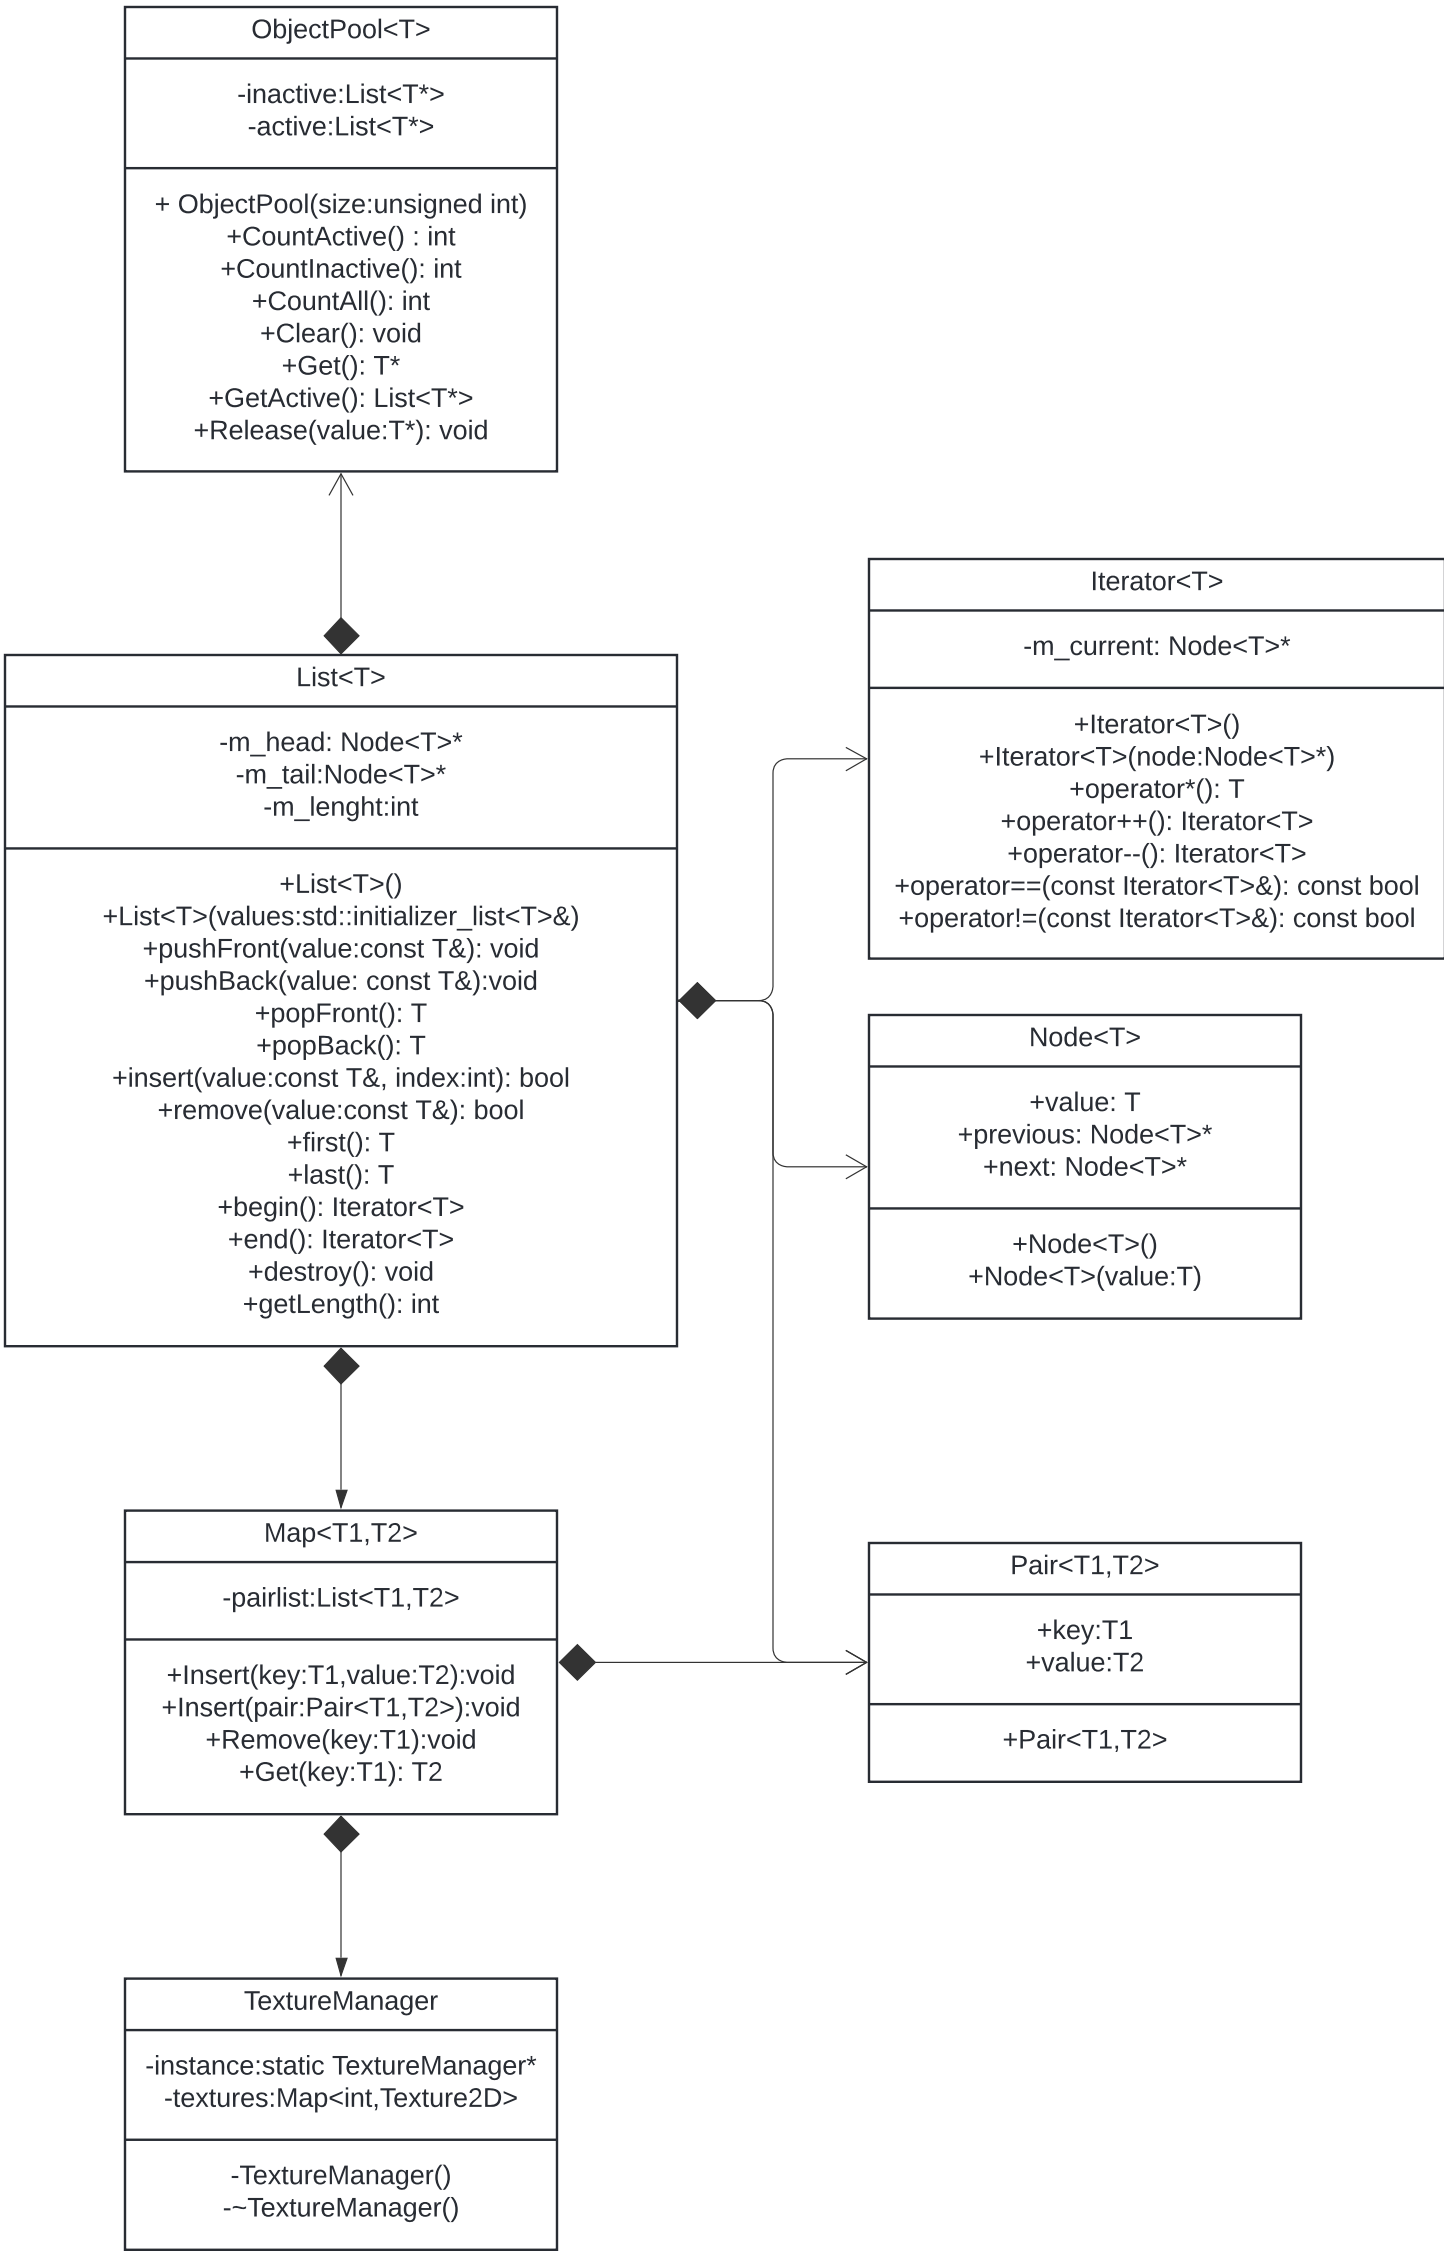 ObjectPool<T>
-inactive:List<T*>
-active:List<T*>
+ ObjectPool(size:unsigned int)
+CountActive() : int
+CountInactive(): int
+CountAll(): int
+Clear(): void
+Get(): T*
+GetActive(): List<T*>
+Release(value:T*): void
List<T>
-m_head: Node<T>*
-m_tail:Node<T>*
-m_lenght:int
+List<T>()
+List<T>(values:std::initializer_list<T>&)
+pushFront(value:const T&): void
+pushBack(value: const T&):void
+popFront(): T
+popBack(): T
+insert(value:const T&, index:int): bool
+remove(value:const T&): bool
+first(): T
+last(): T
+begin(): Iterator<T>
+end(): Iterator<T>
+destroy(): void
+getLength(): int
Iterator<T>
-m_current: Node<T>*
+Iterator<T>()
+Iterator<T>(node:Node<T>*)
+operator*(): T
+operator++(): Iterator<T>
+operator--(): Iterator<T>
+operator==(const Iterator<T>&): const bool
+operator!=(const Iterator<T>&): const bool
Node<T>
+value: T
+previous: Node<T>*
+next: Node<T>*
+Node<T>()
+Node<T>(value:T)
Map<T1,T2>
-pairlist:List<T1,T2>
+Insert(key:T1,value:T2):void
+Insert(pair:Pair<T1,T2>):void
+Remove(key:T1):void
+Get(key:T1): T2
Pair<T1,T2>
+key:T1
+value:T2
+Pair<T1,T2>
TextureManager
-instance:static TextureManager*
-textures:Map<int,Texture2D>
-TextureManager()
-~TextureManager()